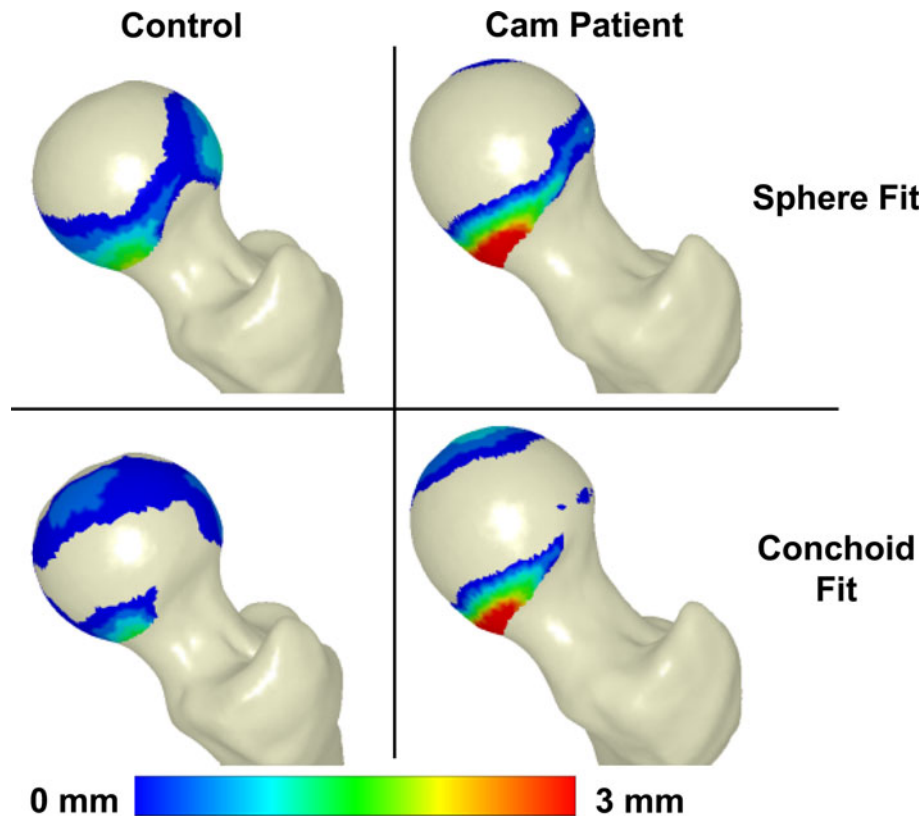 Control
Cam Patient
Sphere Fit
Conchoid
Fit
0 mm
3 mm